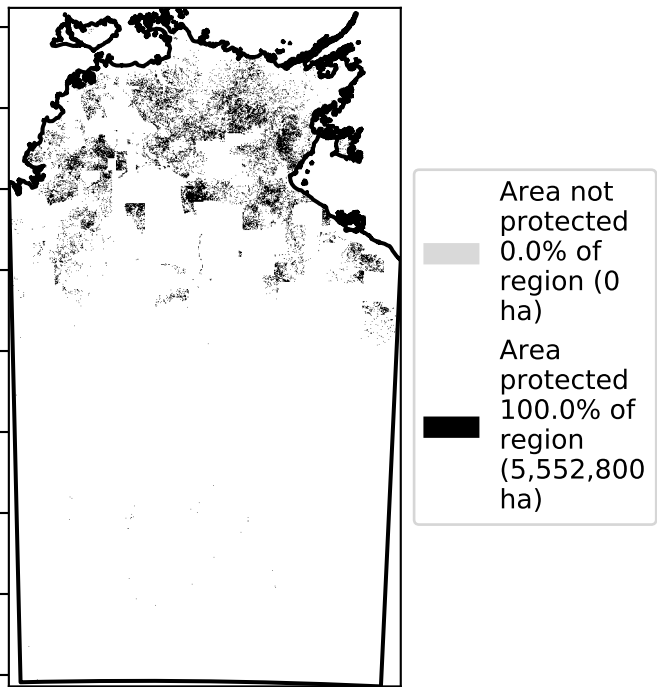 Area not
protected
0.0% of
region (0
ha)
Area
protected
100.0% of
region
(5,552,800
ha)